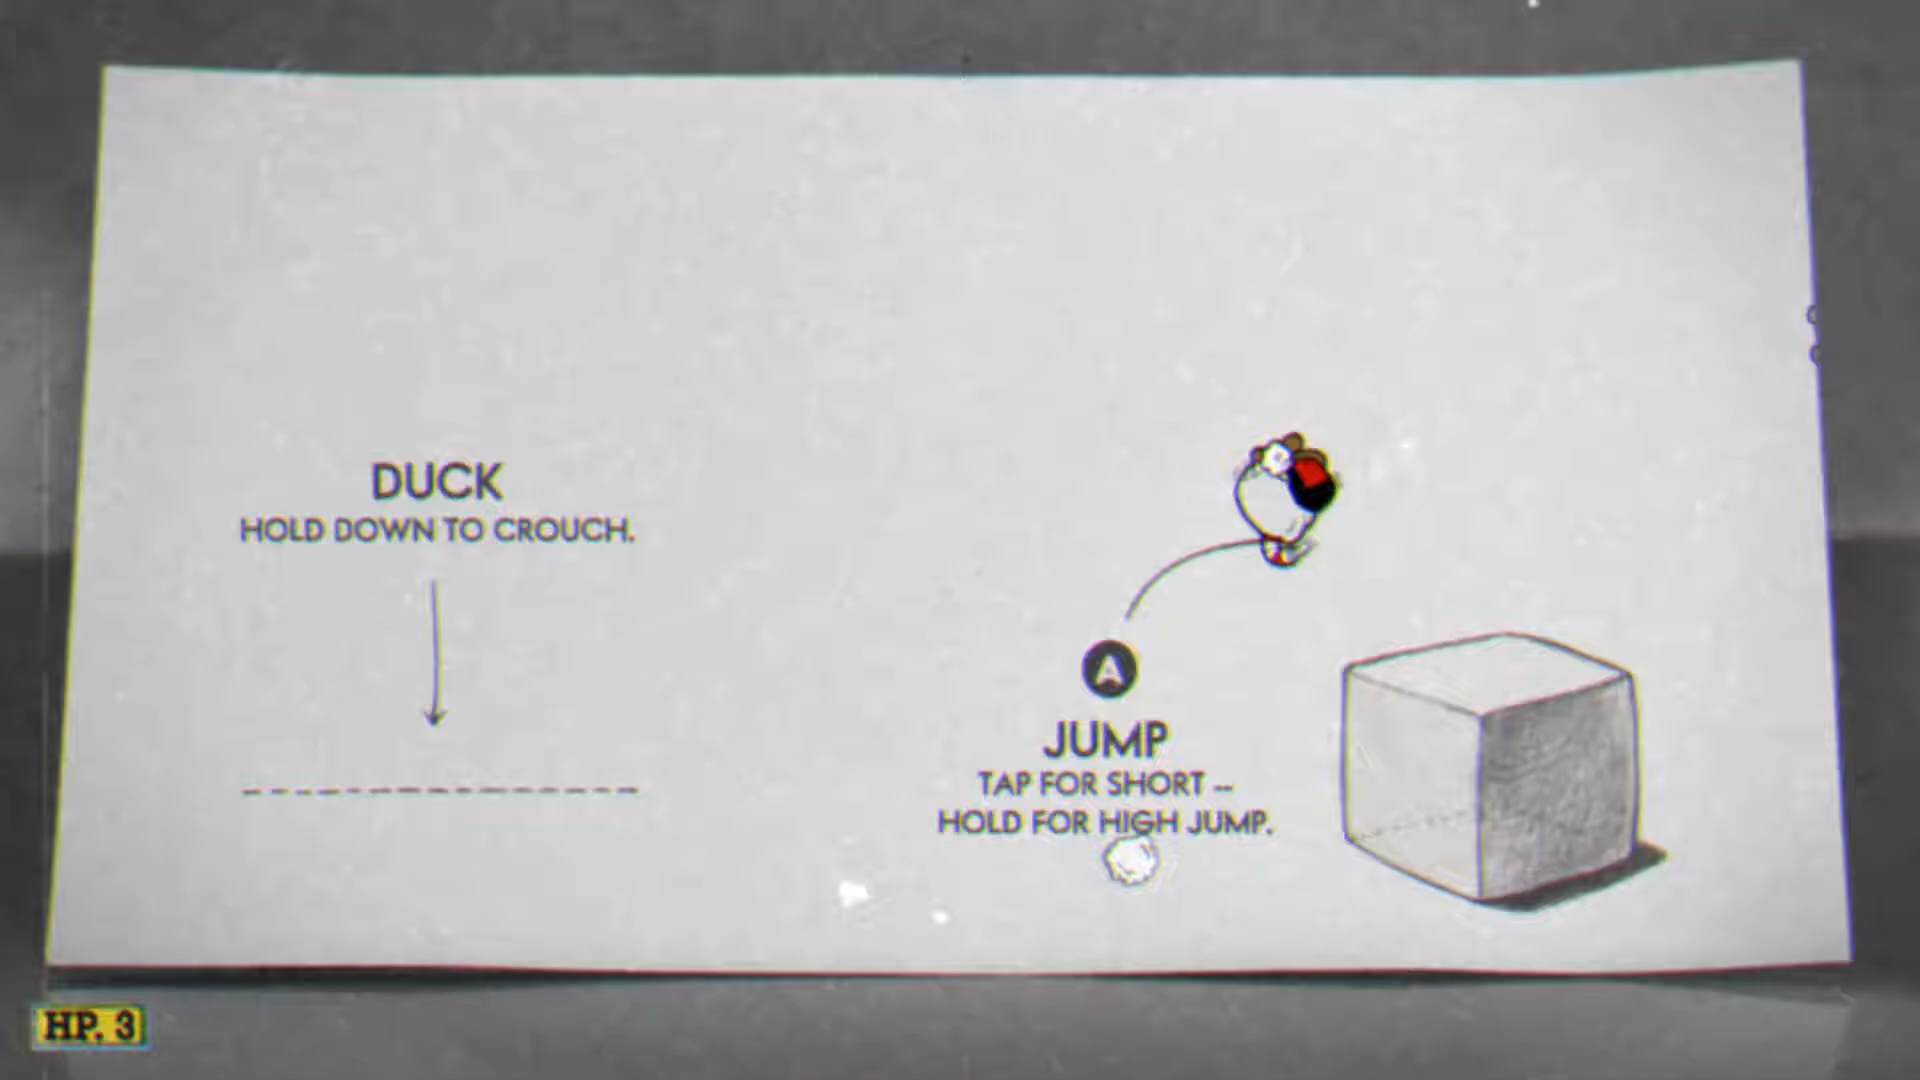 DUCK
HOLD DOWN TO CROUCH.
A
JUMP
TAP FOR SHORT --
HOLD FOR HIGH JUMP.
HP. 3